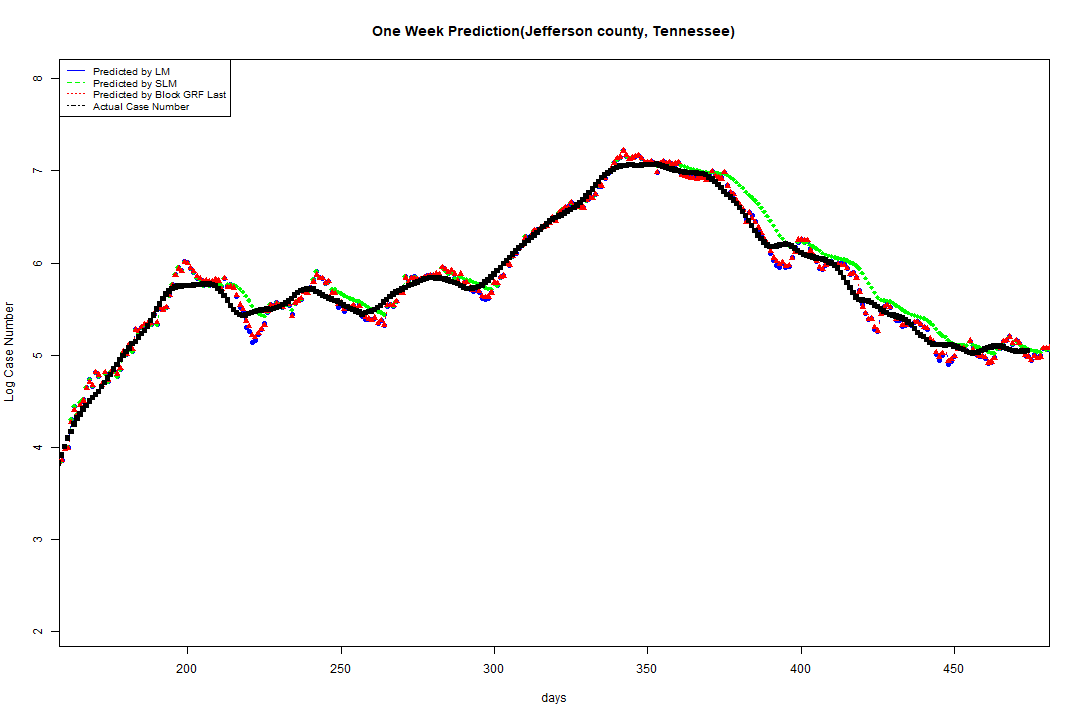 One Week Prediction(Jefferson county, Tennessee)
Predicted by LM
Predicted by SLM
Predicted by Block GRF Last
Actual Case Number
8
7
6
5
4
3
2
Log Case Number
200 250 300 350 400 450
days